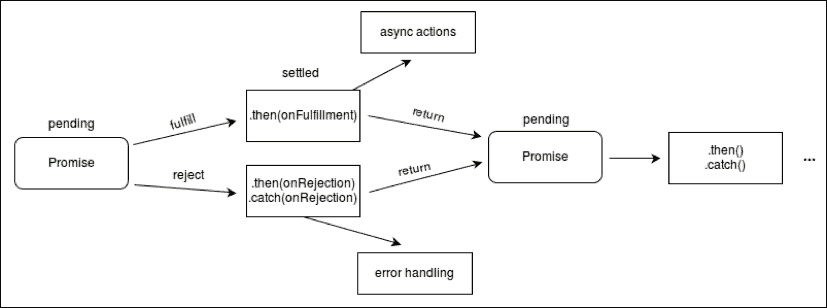 async actions
settled
pending
fulfill
.then(onFulfillment)
return
pending
Promise
reject
.then(onRejection)
.catch(onRejection)
return
Promise
.then()
.catch()
...
error handling